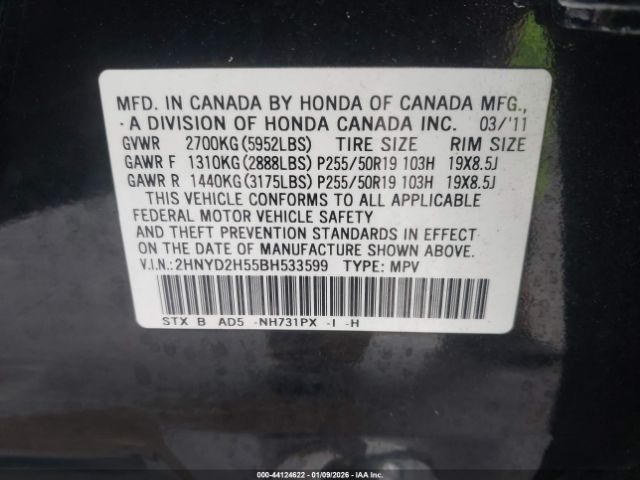 MFD. IN CANADA BY HONDA OF CANADA MFG.,
A DIVISION OF HONDA CANADA INC. 03/'11
GVWR 2700KG(5952LBS) TIRE SIZE RIM SIZE
GAWR F 1310KG(2888LBS) P255/50R19 103H 19X8.5J
GAWR R 1440KG(3175LBS) P255/50R19 103H 19X8.5J
THIS VEHICLE CONFORMS TO ALL APPLICABLE
FEDERAL MOTOR VEHICLE SAFETY
AND THEFT PREVENTION STANDARDS IN EFFECT
ON THE DATE OF MANUFACTURE SHOWN ABOVE.
V.I.N.:2HNYD2H55BH533599 TYPE: MPV
STX B AD5 -NH731PX -I -H
000-44124622 - 01/09/2026 - IAAI.COM